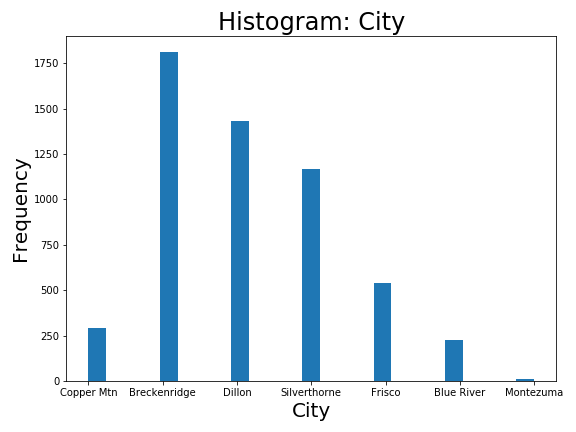 Histogram: City
Frequency
1750
1500
1250
1000
750
500
250
0
Copper Mtn Breckenridge Dillon Silverthorne Frisco Blue River Montezuma
City